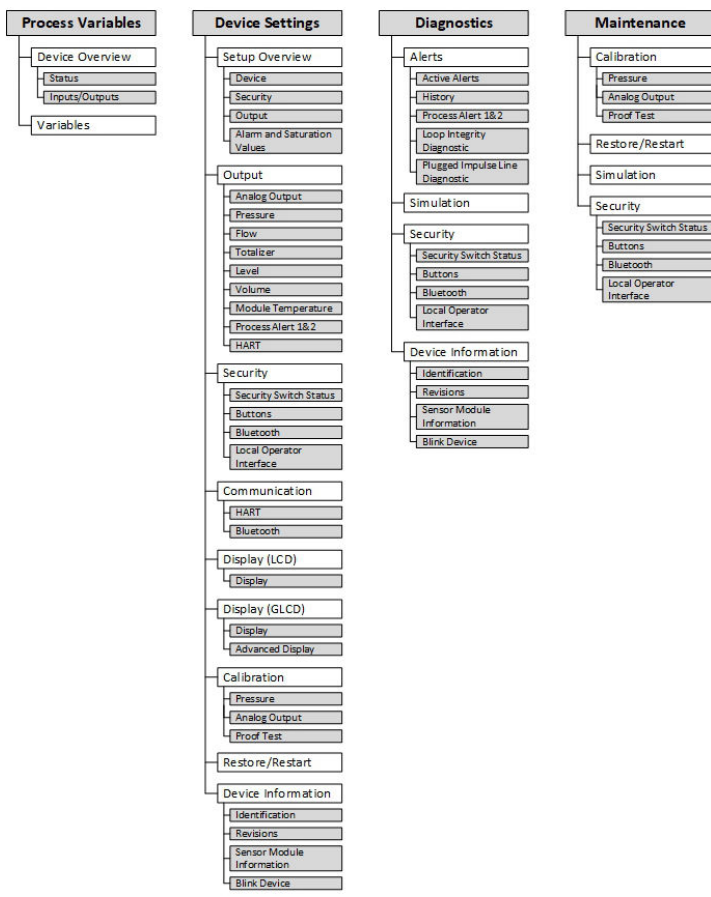 Process Variables
Device Overview
Status
Inputs/Outputs
Variables
Device Settings
Setup Overview
Device
Security
Output
Alarm and Saturation
Values
Output
Analog Output
Pressure
Flow
Totalizer
Level
Volume
Module Temperature
Process Alert 1&2
HART
Security
Security Switch Status
Buttons
Bluetooth
Local Operator
Interface
Communication
HART
Bluetooth
Display (LCD)
Display
Display (GLCD)
Display
Advanced Display
Calibration
Pressure
Analog Output
Proof Test
Restore/Restart
Device Information
Identification
Revisions
Sensor Module
Information
Blink Device
Diagnostics
Alerts
Active Alerts
History
Process Alert 1&2
Loop Integrity
Diagnostic
Plugged Impulse Line
Diagnostic
Simulation
Security
Security Switch Status
Buttons
Bluetooth
Local Operator
Interface
Device Information
Identification
Revisions
Sensor Module
Information
Blink Device
Maintenance
Calibration
Pressure
Analog Output
Proof Test
Restore/Restart
Simulation
Security
Security Switch Status
Buttons
Bluetooth
Local Operator
Interface